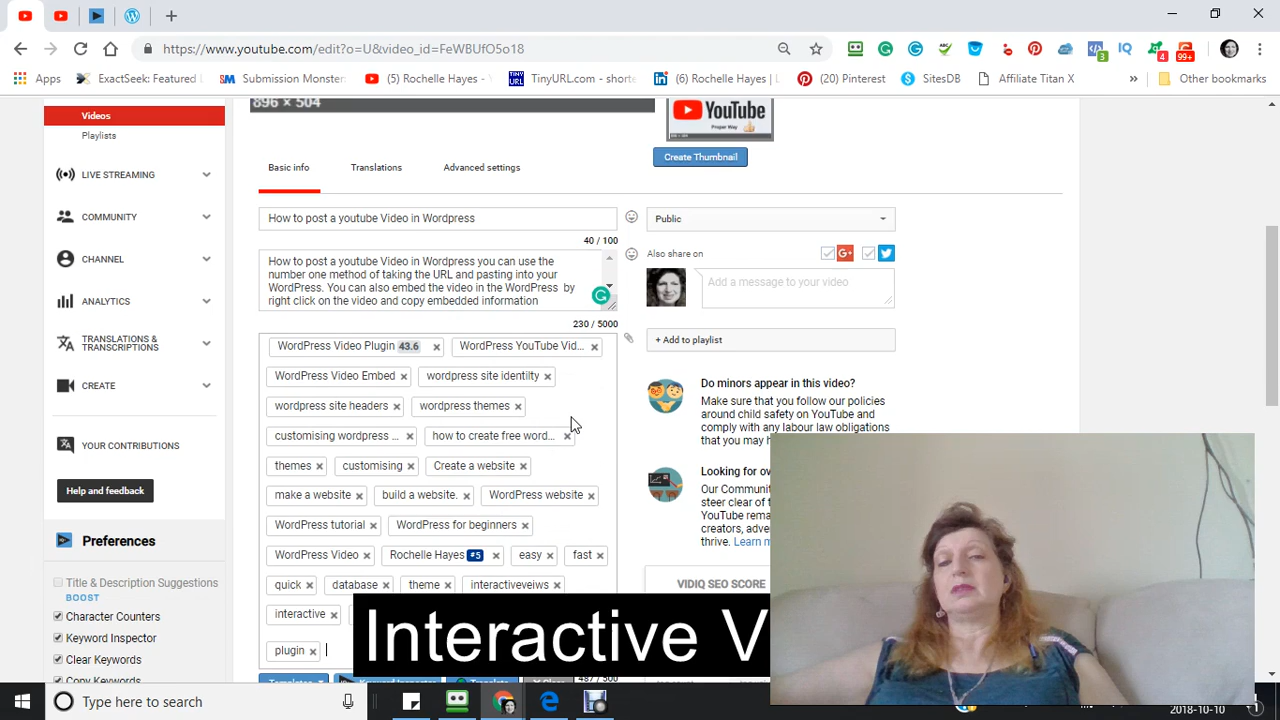 https://www.youtube.com/edit?o=U&video_id=FeWBUfO5o18
3
4
99+
Apps
ExactSeek: Featured L
Submission Monster
(5) Rochelle Hayes -
TinyURL.com - shorte
(6) Rochelle Hayes | L
(20) Pinterest
SitesDB
Affiliate Titan X
»
Other bookmarks
896 × 504
YouTube
Proper Way
Create Thumbnail
Videos
Playlists
LIVE STREAMING
COMMUNITY
CHANNEL
ANALYTICS
TRANSLATIONS &
TRANSCRIPTIONS
CREATE
YOUR CONTRIBUTIONS
Help and feedback
Preferences
Title & Description Suggestions
BOOST
Character Counters
Keyword Inspector
Clear Keywords
Copy Keywords
Basic info
Translations
Advanced settings
How to post a youtube Video in Wordpress
40 / 100
How to post a youtube Video in Wordpress you can use the
number one method of taking the URL and pasting into your
WordPress. You can also embed the video in the WordPress by
right click on the video and copy embedded information
230 / 5000
WordPress Video Plugin 43.6 × WordPress YouTube Vid... ×
WordPress Video Embed × wordpress site identilty ×
wordpress site headers × wordpress themes ×
customising wordpress ... × how to create free word... ×
themes × customising × Create a website ×
make a website × build a website. × WordPress website ×
WordPress tutorial × WordPress for beginners ×
WordPress Video × Rochelle Hayes #5 × easy × fast ×
quick × database × theme × interactiveiws ×
interactive ×
plugin ×
Templates
487 / 500
Public
Also share on
G+
Add a message to your video
+ Add to playlist
Do minors appear in this video?
Make sure that you follow our policies
around child safety on YouTube and
comply with any labour law obligations
that you may h
Looking for ov
Our Commun
steer clear of t
YouTube rema
creators, adve
thrive. Learn m
VIDIQ SEO SCORE
Interactive V
Type here to search
2018-10-10